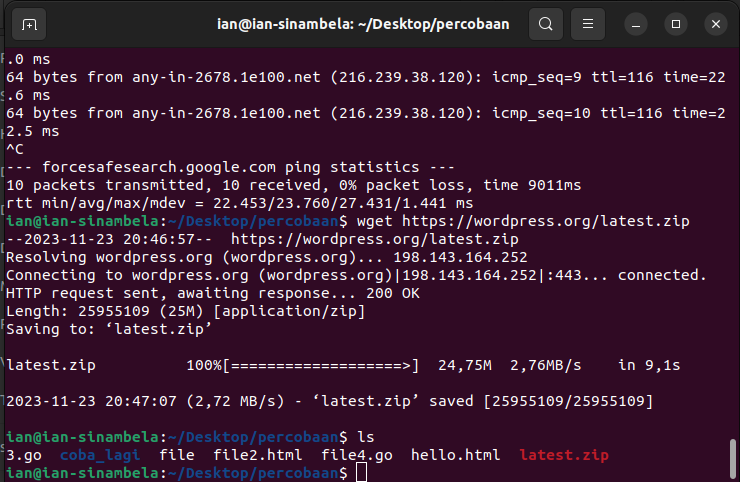 ian@ian-sinambela: ~/Desktop/percobaan
.0 ms
64 bytes from any-in-2678.1e100.net (216.239.38.120): icmp_seq=9 ttl=116 time=22
.6 ms
64 bytes from any-in-2678.1e100.net (216.239.38.120): icmp_seq=10 ttl=116 time=2
2.5 ms
^C
--- forcesafesearch.google.com ping statistics ---
10 packets transmitted, 10 received, 0% packet loss, time 9011ms
rtt min/avg/max/mdev = 22.453/23.760/27.431/1.441 ms
ian@ian-sinambela:~/Desktop/percobaan$ wget https://wordpress.org/latest.zip
--2023-11-23 20:46:57--  https://wordpress.org/latest.zip
Resolving wordpress.org (wordpress.org)... 198.143.164.252
Connecting to wordpress.org (wordpress.org)|198.143.164.252|:443... connected.
HTTP request sent, awaiting response... 200 OK
Length: 25955109 (25M) [application/zip]
Saving to: ‘latest.zip’
latest.zip          100%[===================>]  24,75M  2,76MB/s    in 9,1s
2023-11-23 20:47:07 (2,72 MB/s) - ‘latest.zip’ saved [25955109/25955109]
ian@ian-sinambela:~/Desktop/percobaan$ ls
3.go  coba_lagi  file  file2.html  file4.go  hello.html  latest.zip
ian@ian-sinambela:~/Desktop/percobaan$